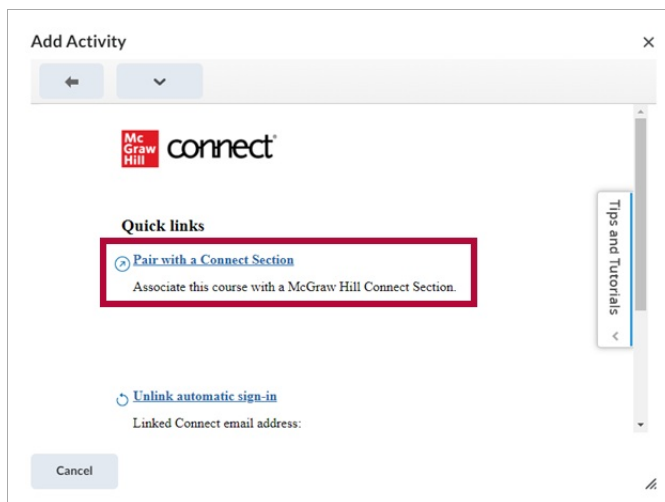 Add Activity
Mc
Graw
Hill
connect
Quick links
Pair with a Connect Section
Associate this course with a McGraw Hill Connect Section.
Tips and Tutorials
Unlink automatic sign-in
Linked Connect email address:
Cancel